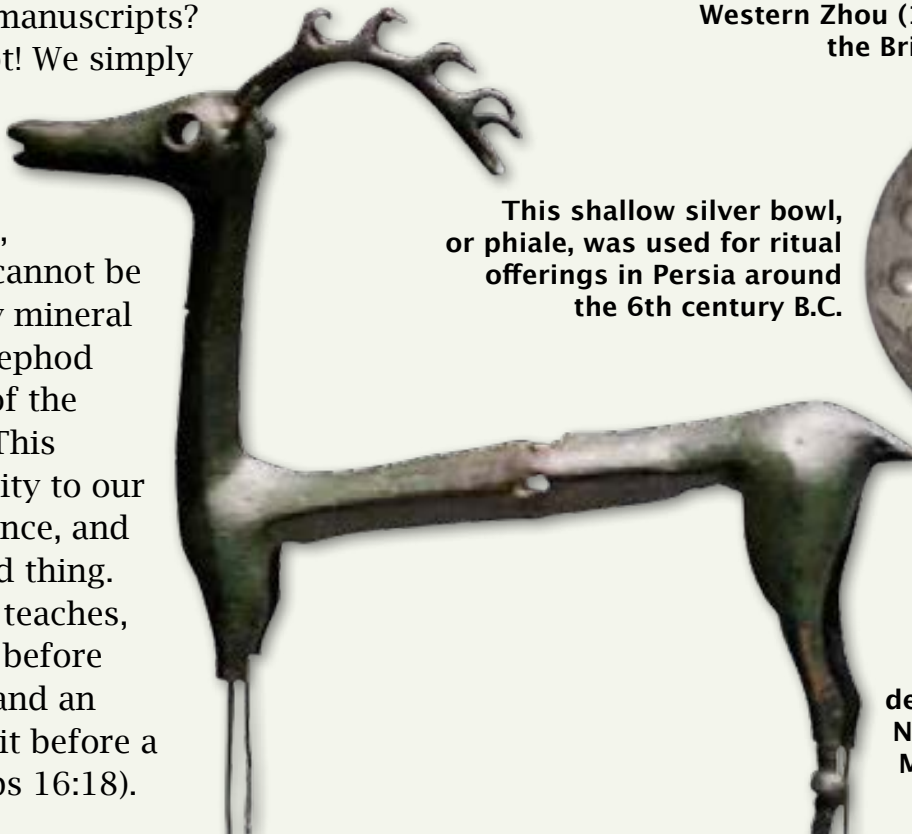 manuscripts?
t! We simply
,
cannot be
mineral
ephod
of the
This
ity to our
nce, and
d thing.
teaches,
before
and an
it before a
16:18).
Western Zhou (
the Bri
This shallow silver bowl,
or phiale, was used for ritual
offerings in Persia around
the 6th century B.C.
de
N
M